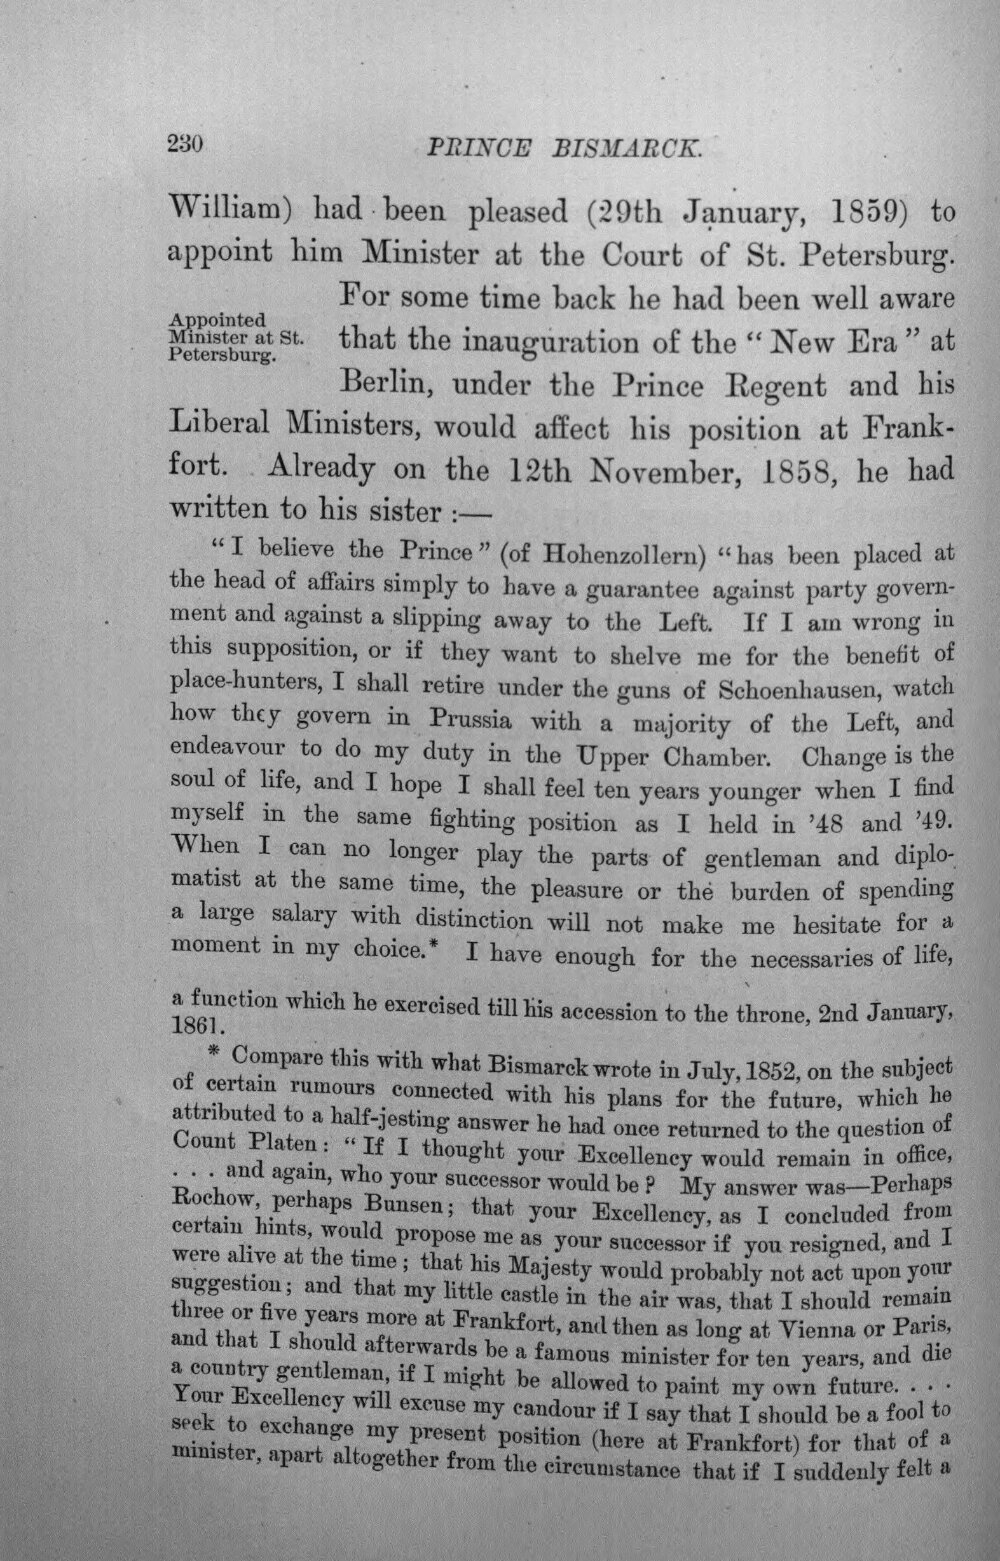 230 PRINCE BISMARCK.
William) had been pleased (29th January, 1859) to
appoint him Minister at the Court of St. Petersburg.
For some time back he had been well aware
Appointed
Minister at St.
Petersburg.
that the inauguration of the “New Era” at
Berlin, under the Prince Regent and his
Liberal Ministers, would affect his position at Frank-
fort. Already on the 12th November, 1858, he had
written to his sister :—
“I believe the Prince” (of Hohenzollern) “has been placed at
the head of affairs simply to have a guarantee against party govern-
ment and against a slipping away to the Left. If I am wrong in
this supposition, or if they want to shelve me for the benefit of
place-hunters, I shall retire under the guns of Schoenhausen, watch
how they govern in Prussia with a majority of the Left, and
endeavour to do my duty in the Upper Chamber. Change is the
soul of life, and I hope I shall feel ten years younger when I find
myself in the same fighting position as I held in ’48 and ’49.
When I can no longer play the parts of gentleman and diplo-
matist at the same time, the pleasure or the burden of spending
a large salary with distinction will not make me hesitate for a
moment in my choice.* I have enough for the necessaries of life,
a function which he exercised till his accession to the throne, 2nd January,
1861.
* Compare this with what Bismarck wrote in July, 1852, on the subject
of certain rumours connected with his plans for the future, which he
attributed to a half-jesting answer he had once returned to the question of
Count Platen: “If I thought your Excellency would remain in office,
. . . and again, who your successor would be? My answer was—Perhaps
Rochow, perhaps Bunsen; that your Excellency, as I concluded from
certain hints, would propose me as your successor if you resigned, and I
were alive at the time; that his Majesty would probably not act upon your
suggestion; and that my little castle in the air was, that I should remain
three or five years more at Frankfort, and then as long at Vienna or Paris,
and that I should afterwards be a famous minister for ten years, and die
a country gentleman, if I might be allowed to paint my own future. . . .
Your Excellency will excuse my candour if I say that I should be a fool to
seek to exchange my present position (here at Frankfort) for that of a
minister, apart altogether from the circumstance that if I suddenly felt a